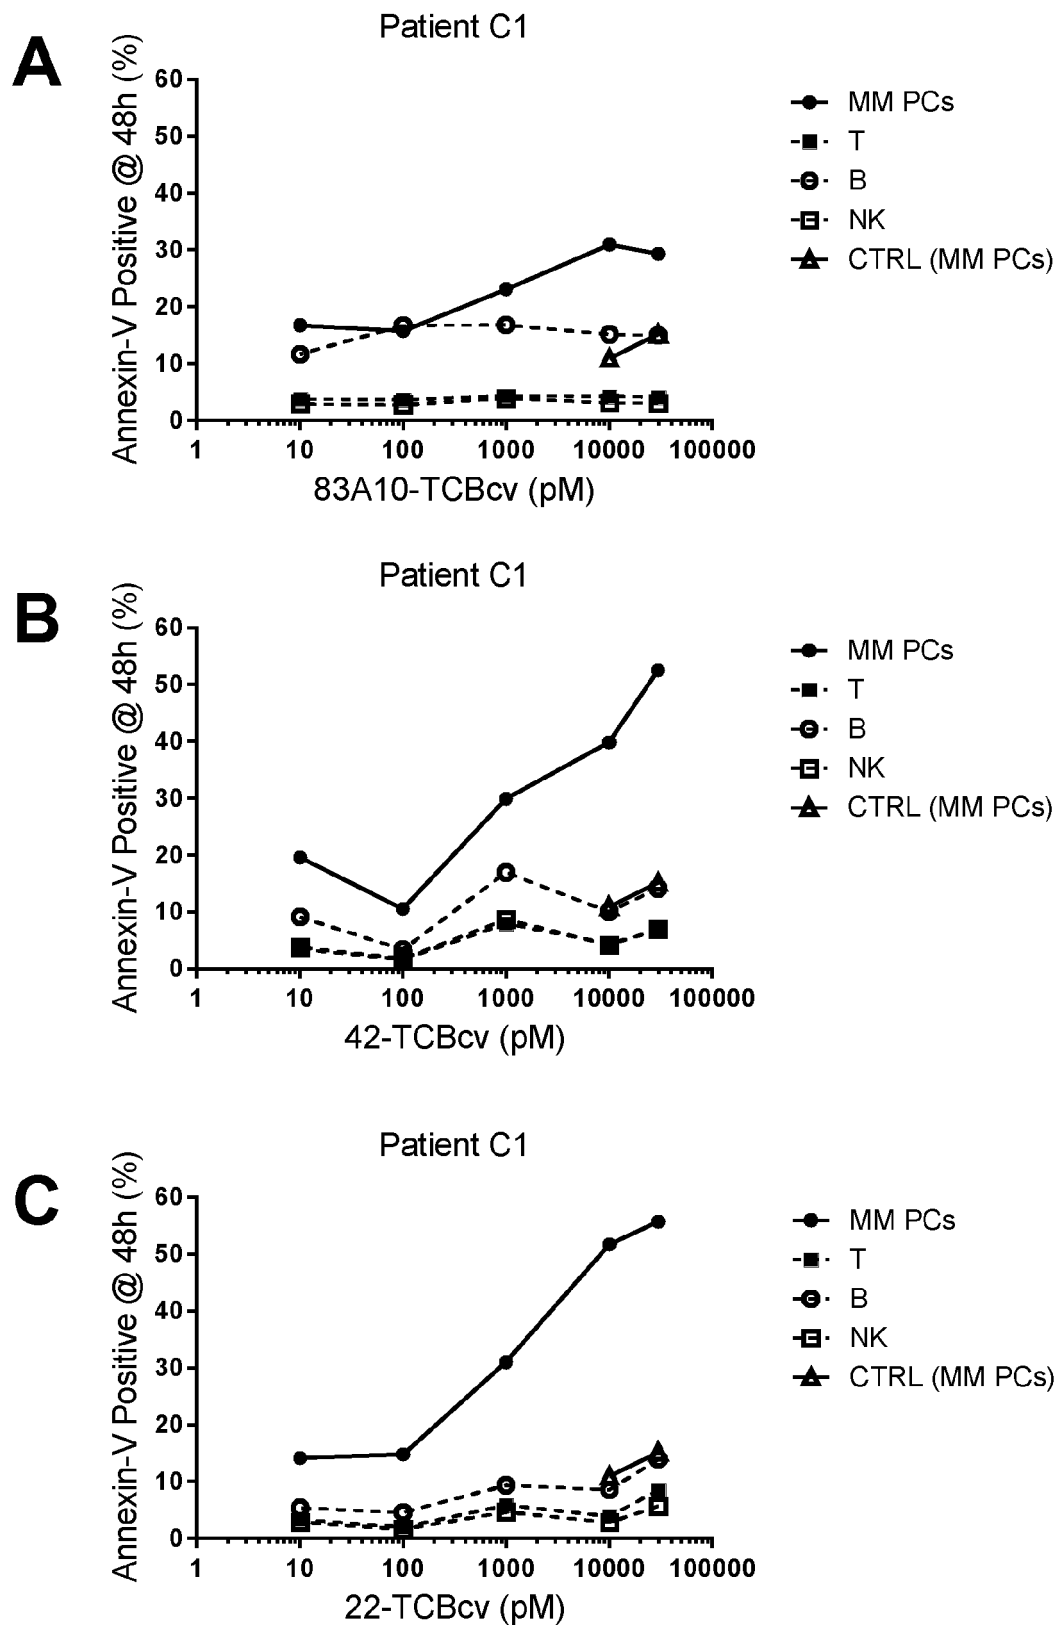 A
Patient C1
Annexin-V Positive @ 48h (%)
60
50
40
30
20
10
0
1 10 100 1000 10000 100000
83A10-TCBcv (pM)
MM PCs
T
B
NK
CTRL (MM PCs)
B
Patient C1
Annexin-V Positive @ 48h (%)
60
50
40
30
20
10
0
1 10 100 1000 10000 100000
42-TCBcv (pM)
MM PCs
T
B
NK
CTRL (MM PCs)
C
Patient C1
Annexin-V Positive @ 48h (%)
60
50
40
30
20
10
0
1 10 100 1000 10000 100000
22-TCBcv (pM)
MM PCs
T
B
NK
CTRL (MM PCs)